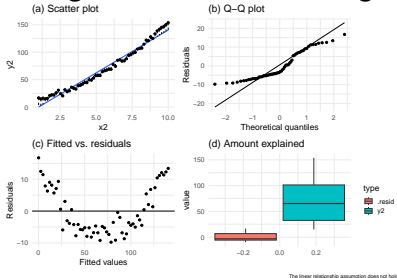 (a) Scatter plot
150
100
50
0
y2
2.5
5.0
7.5
10.0
x2
(b) Q−Q plot
20
10
0
−10
−20
Residuals
−2
−1
0
1
2
Theoretical quantiles
(c) Fitted vs. residuals
10
0
−10
Residuals
0
50
100
Fitted values
(d) Amount explained
150
100
50
0
value
−0.2
0.0
0.2
type
.resid
y2
The linear relationship assumption does not hold